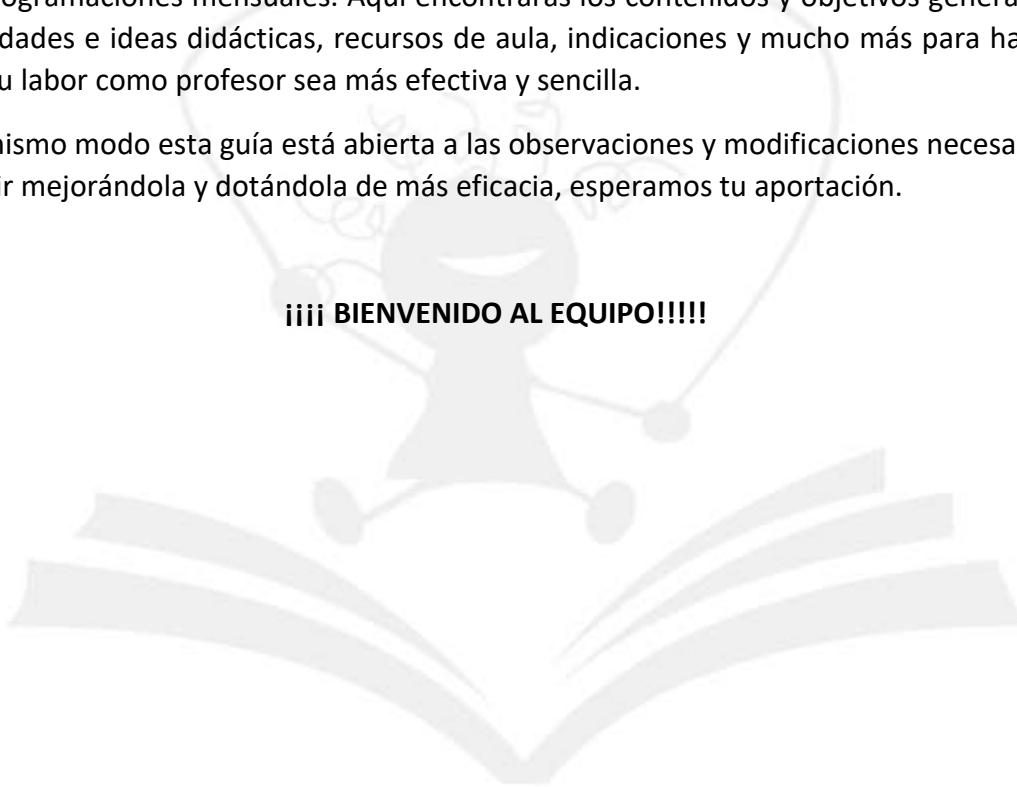 ogramaciones mensuales. Aquí encontrarás los contenidos y objetivos genera
dades e ideas didácticas, recursos de aula, indicaciones y mucho más para ha
u labor como profesor sea más efectiva y sencilla.
ismo modo esta guía está abierta a las observaciones y modificaciones necesa
ir mejorándola y dotándola de más eficacia, esperamos tu aportación.
¡¡¡¡ BIENVENIDO AL EQUIPO!!!!!